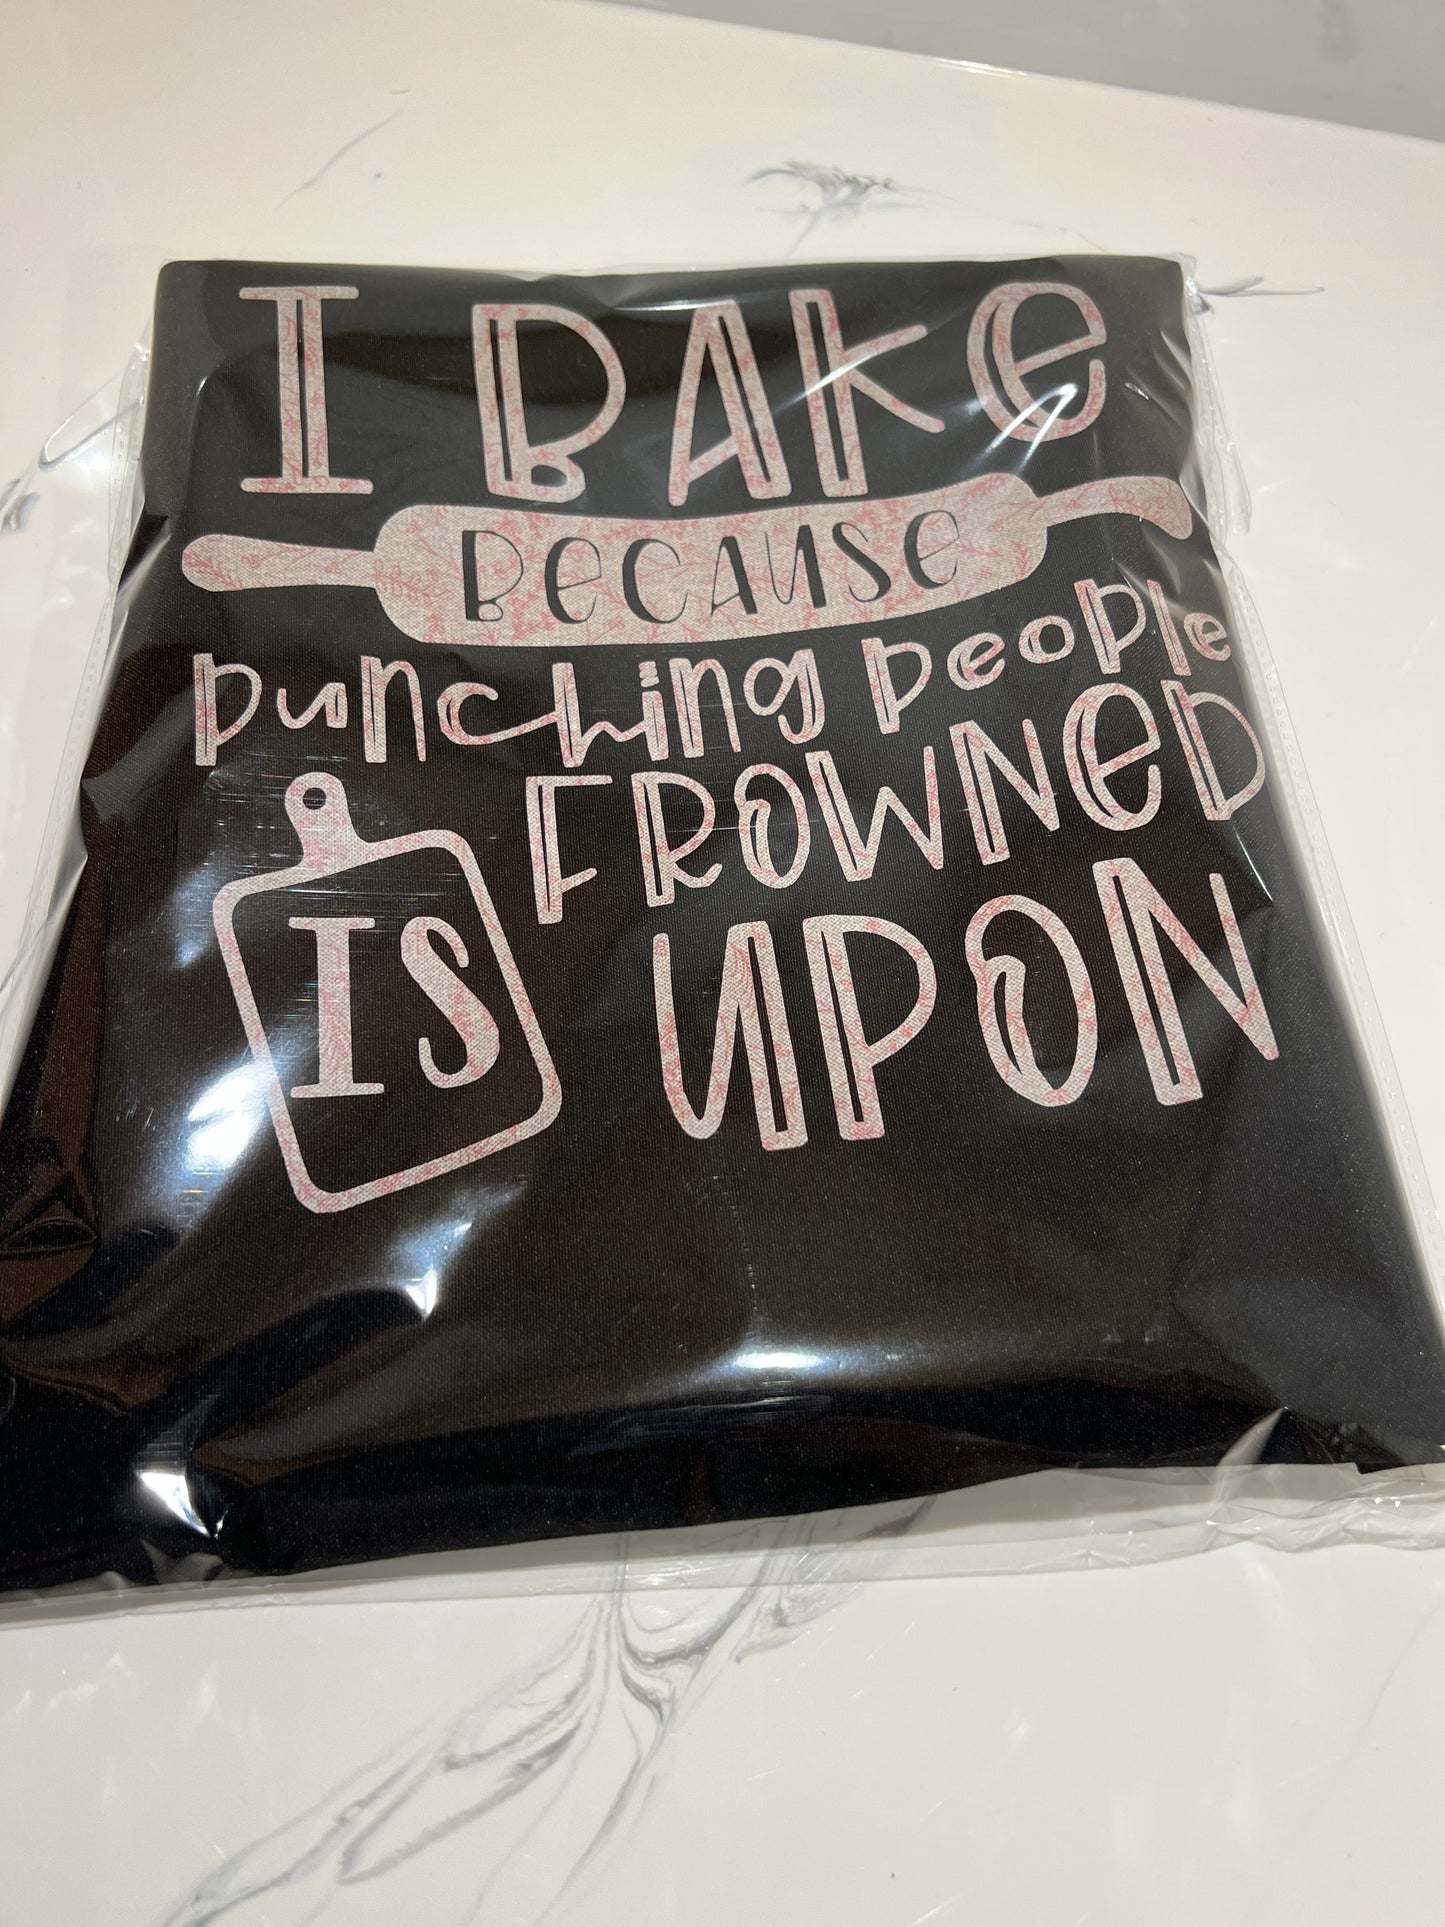 I BAKe
BeCAUSe
punching people
IS FROWNeD
UPON